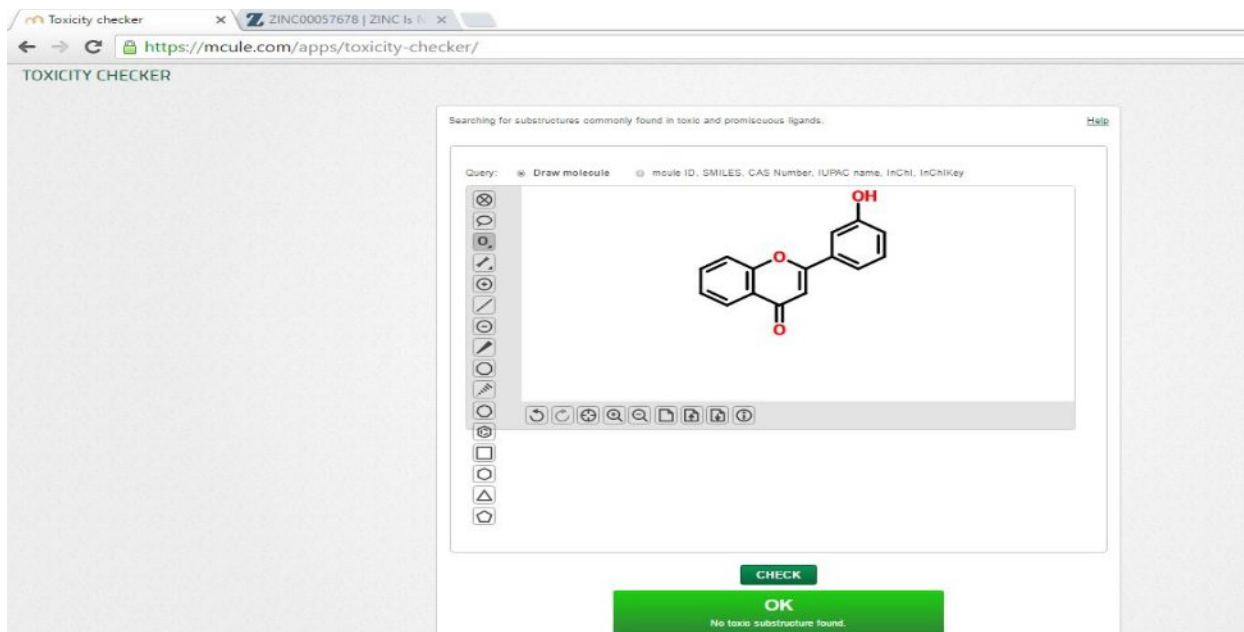 Toxicity checker
ZINC00057678 | ZINC Is N
https://mcule.com/apps/toxicity-checker/
TOXICITY CHECKER
Searching for substructures commonly found in toxic and promiscuous ligands. Help
Query: Draw molecule mcule ID, SMILES, CAS Number, IUPAC name, InChI, InChIKey
OH
O
O
O
CHECK
OK
No toxic substructure found.